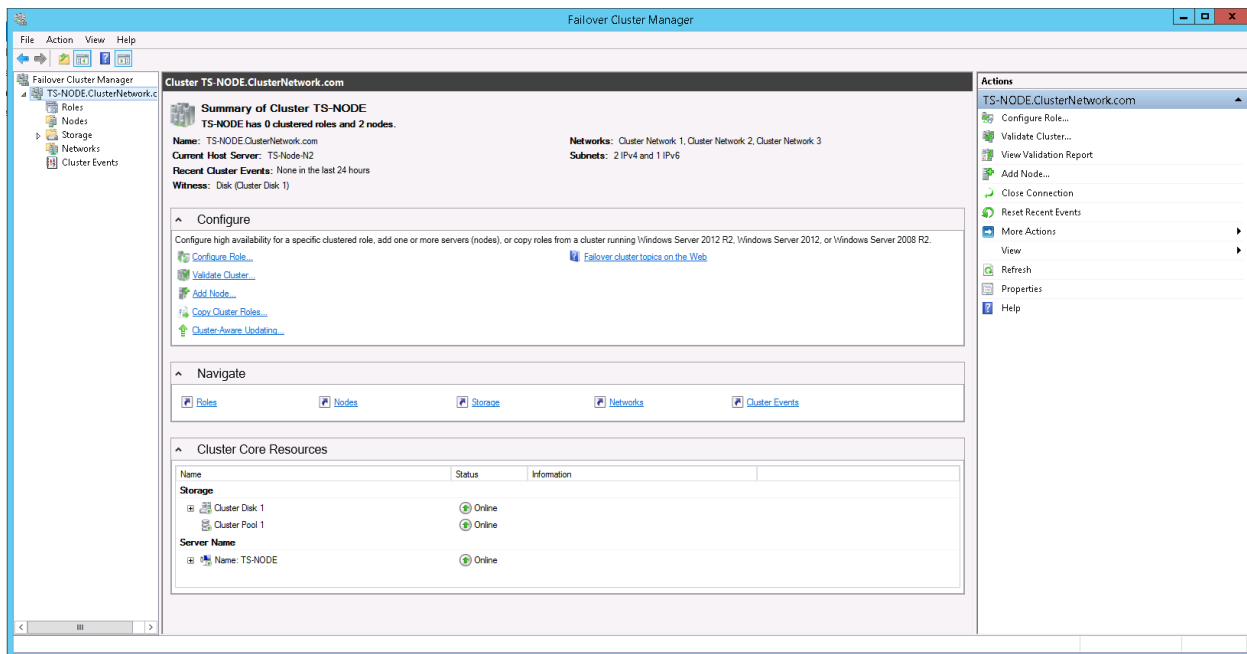 Failover Cluster Manager
File Action View Help
Failover Cluster Manager
TS-NODE.ClusterNetwork.c
Roles
Nodes
Storage
Networks
Cluster Events
Cluster TS-NODE.ClusterNetwork.com
Summary of Cluster TS-NODE
TS-NODE has 0 clustered roles and 2 nodes.
Name: TS-NODE.ClusterNetwork.com
Current Host Server: TS-Node-N2
Recent Cluster Events: None in the last 24 hours
Witness: Disk (Cluster Disk 1)
Networks: Cluster Network 1, Cluster Network 2, Cluster Network 3
Subnets: 2 IPv4 and 1 IPv6
Configure
Configure high availability for a specific clustered role, add one or more servers (nodes), or copy roles from a cluster running Windows Server 2012 R2, Windows Server 2012, or Windows Server 2008 R2.
Configure Role...
Validate Cluster...
Add Node...
Copy Cluster Roles...
Cluster-Aware Updating...
Failover cluster topics on the Web
Navigate
Roles Nodes Storage Networks Cluster Events
Cluster Core Resources
Name Status Information
Storage
Cluster Disk 1 Online
Cluster Pool 1 Online
Server Name
Name: TS-NODE Online
Actions
TS-NODE.ClusterNetwork.com
Configure Role...
Validate Cluster...
View Validation Report
Add Node...
Close Connection
Reset Recent Events
More Actions
View
Refresh
Properties
Help